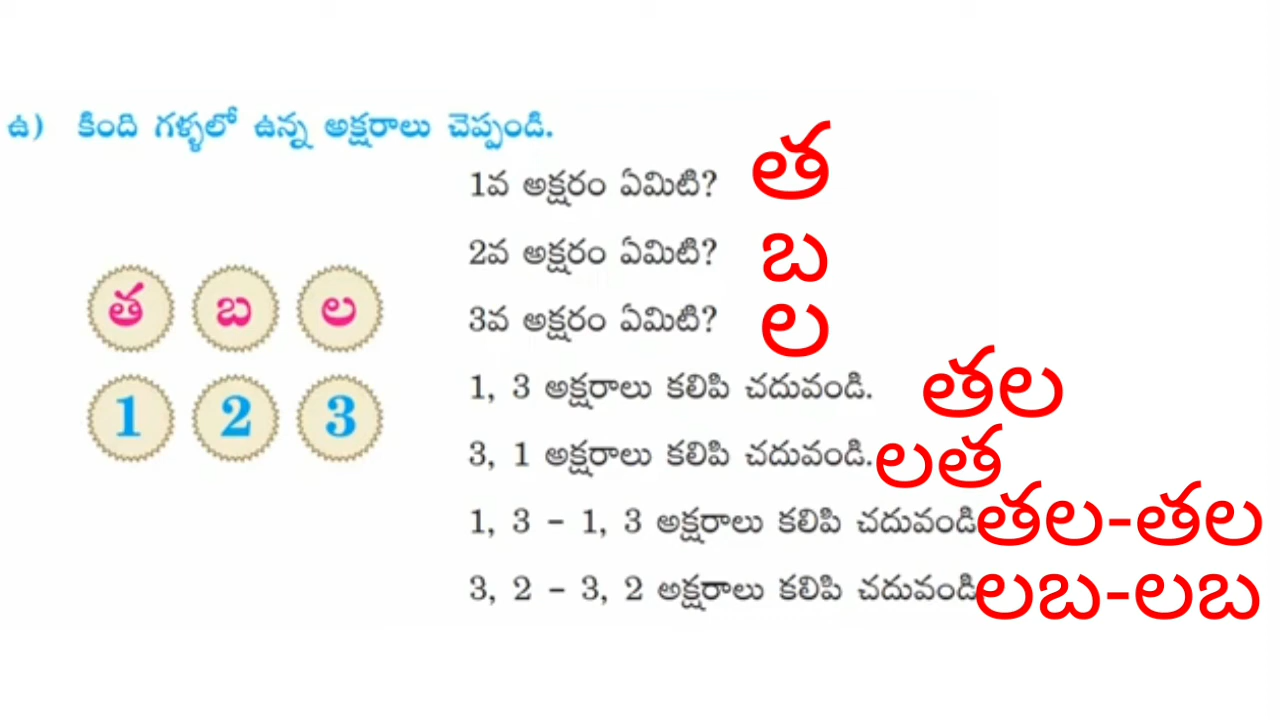 ఉ) కింది గళ్ళలో ఉన్న అక్షరాలు చెప్పండి.
1వ అక్షరం ఏమిటి? త
2వ అక్షరం ఏమిటి? బ
త బ ల
3వ అక్షరం ఏమిటి? ల
1, 3 అక్షరాలు కలిపి చదువండి. తల
1 2 3
3, 1 అక్షరాలు కలిపి చదువండి. లత
1, 3 - 1, 3 అక్షరాలు కలిపి చదువండి తల-తల
3, 2 - 3, 2 అక్షరాలు కలిపి చదువండి లబ-లబ